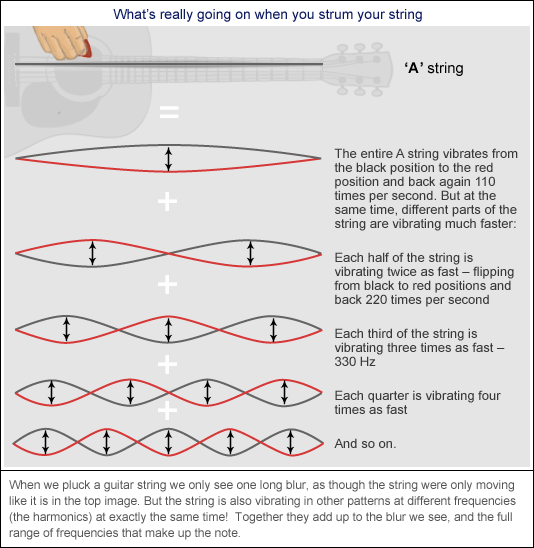 What's really going on when you strum your string
‘A’ string
=
The entire A string vibrates from
the black position to the red
position and back again 110
times per second. But at the
same time, different parts of the
string are vibrating much faster:
+
Each half of the string is
vibrating twice as fast – flipping
from black to red positions and
back 220 times per second
+
Each third of the string is
vibrating three times as fast –
330 Hz
+
Each quarter is vibrating four
times as fast
+
And so on.
When we pluck a guitar string we only see one long blur, as though the string were only moving
like it is in the top image. But the string is also vibrating in other patterns at different frequencies
(the harmonics) at exactly the same time!  Together they add up to the blur we see, and the full
range of frequencies that make up the note.